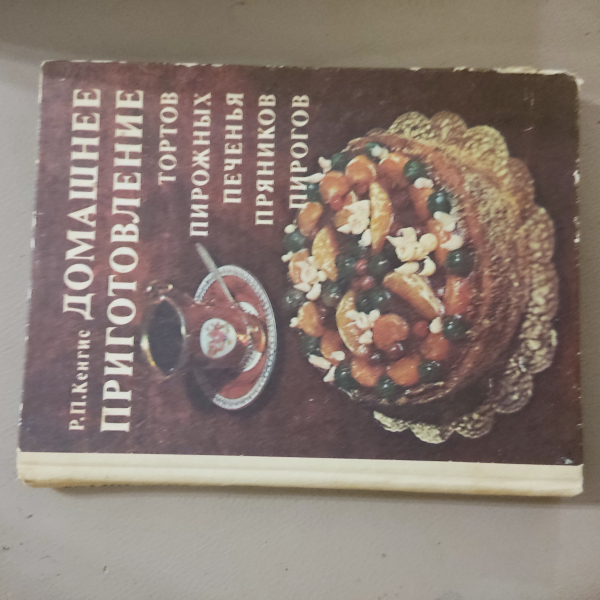 Р.П.Кенгис
ДОМАШНЕЕ
ПРИГОТОВЛЕНИЕ
ТОРТОВ
ПИРОЖНЫХ
ПЕЧЕНЬЯ
ПРЯНИКОВ
ПИРОГОВ